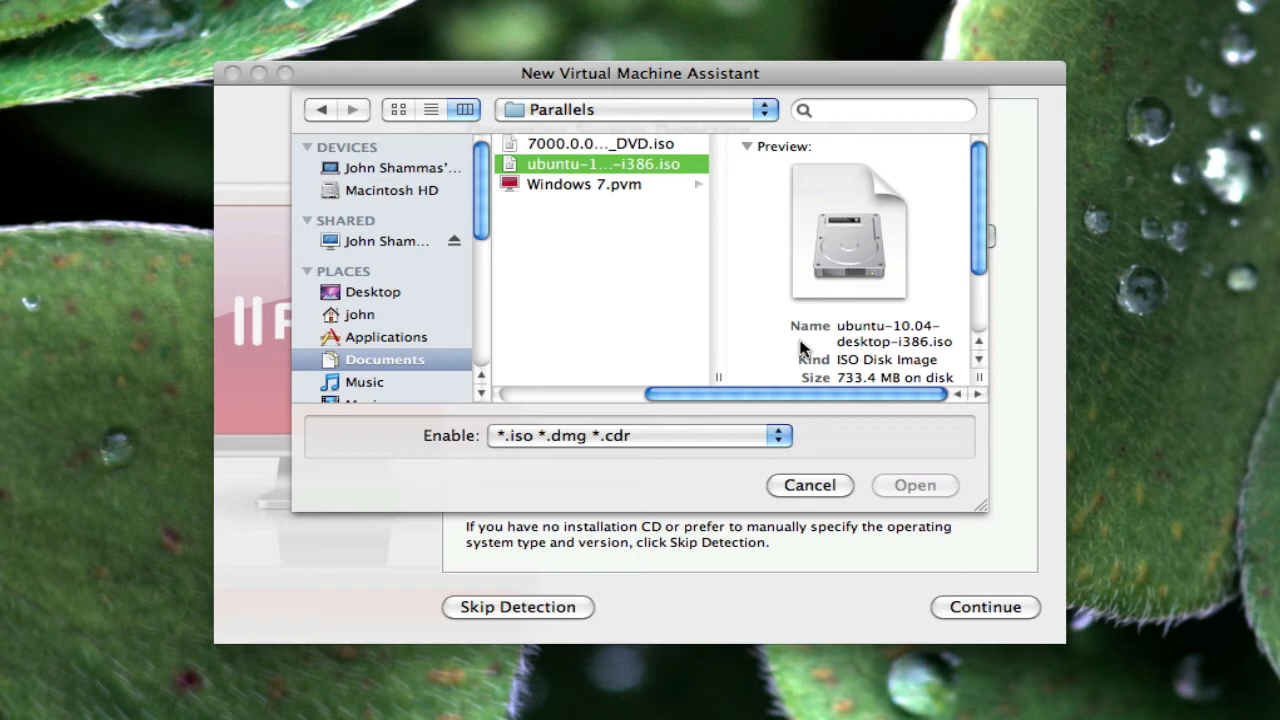 New Virtual Machine Assistant
Parallels
DEVICES
John Shammas'...
Macintosh HD
SHARED
John Sham...
PLACES
Desktop
john
Applications
Documents
Music
7000.0.0..._DVD.iso
ubuntu-1...-i386.iso
Windows 7.pvm
Preview:
Name ubuntu-10.04-
desktop-i386.iso
Kind ISO Disk Image
Size 733.4 MB on disk
Enable: *.iso *.dmg *.cdr
Cancel
Open
If you have no installation CD or prefer to manually specify the operating
system type and version, click Skip Detection.
Skip Detection
Continue